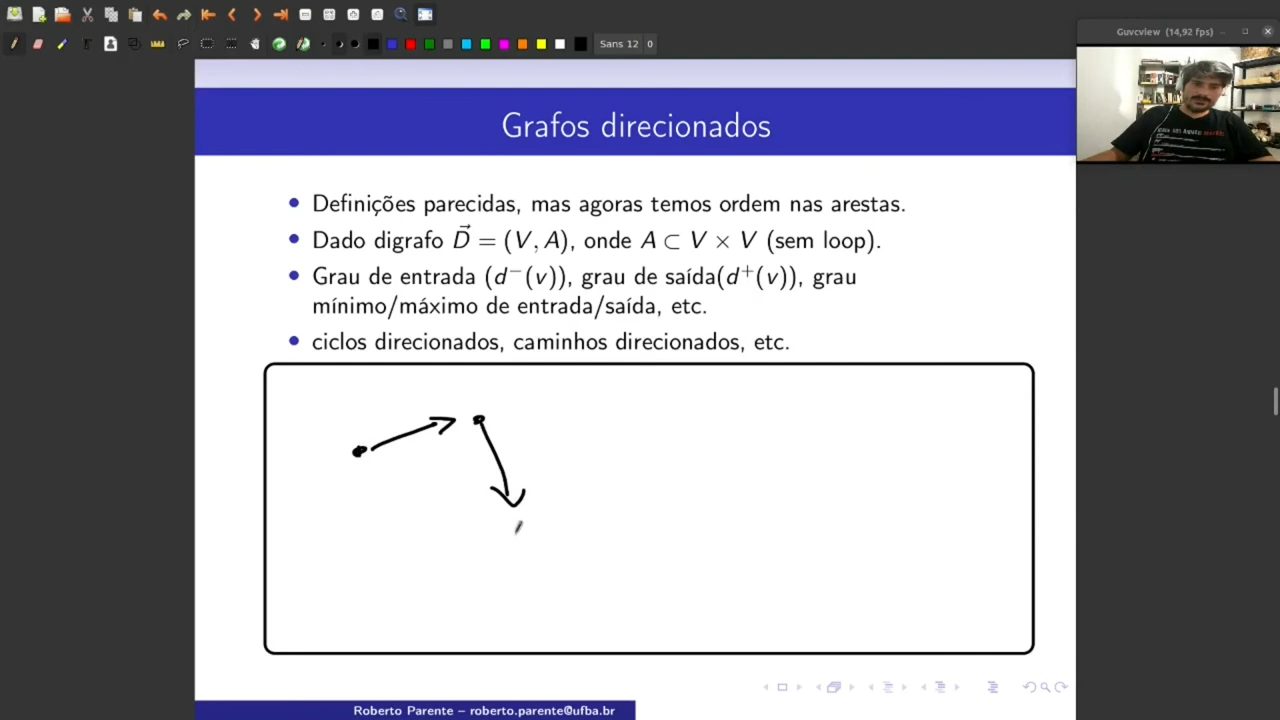 Sans 12 0
Guvcview (14,92 fps)
Grafos direcionados
• Definições parecidas, mas agoras temos ordem nas arestas.
• Dado digrafo D⃗ = (V, A), onde A ⊂ V × V (sem loop).
• Grau de entrada (d⁻(v)), grau de saída(d⁺(v)), grau
mínimo/máximo de entrada/saída, etc.
• ciclos direcionados, caminhos direcionados, etc.
Roberto Parente – roberto.parente@ufba.br